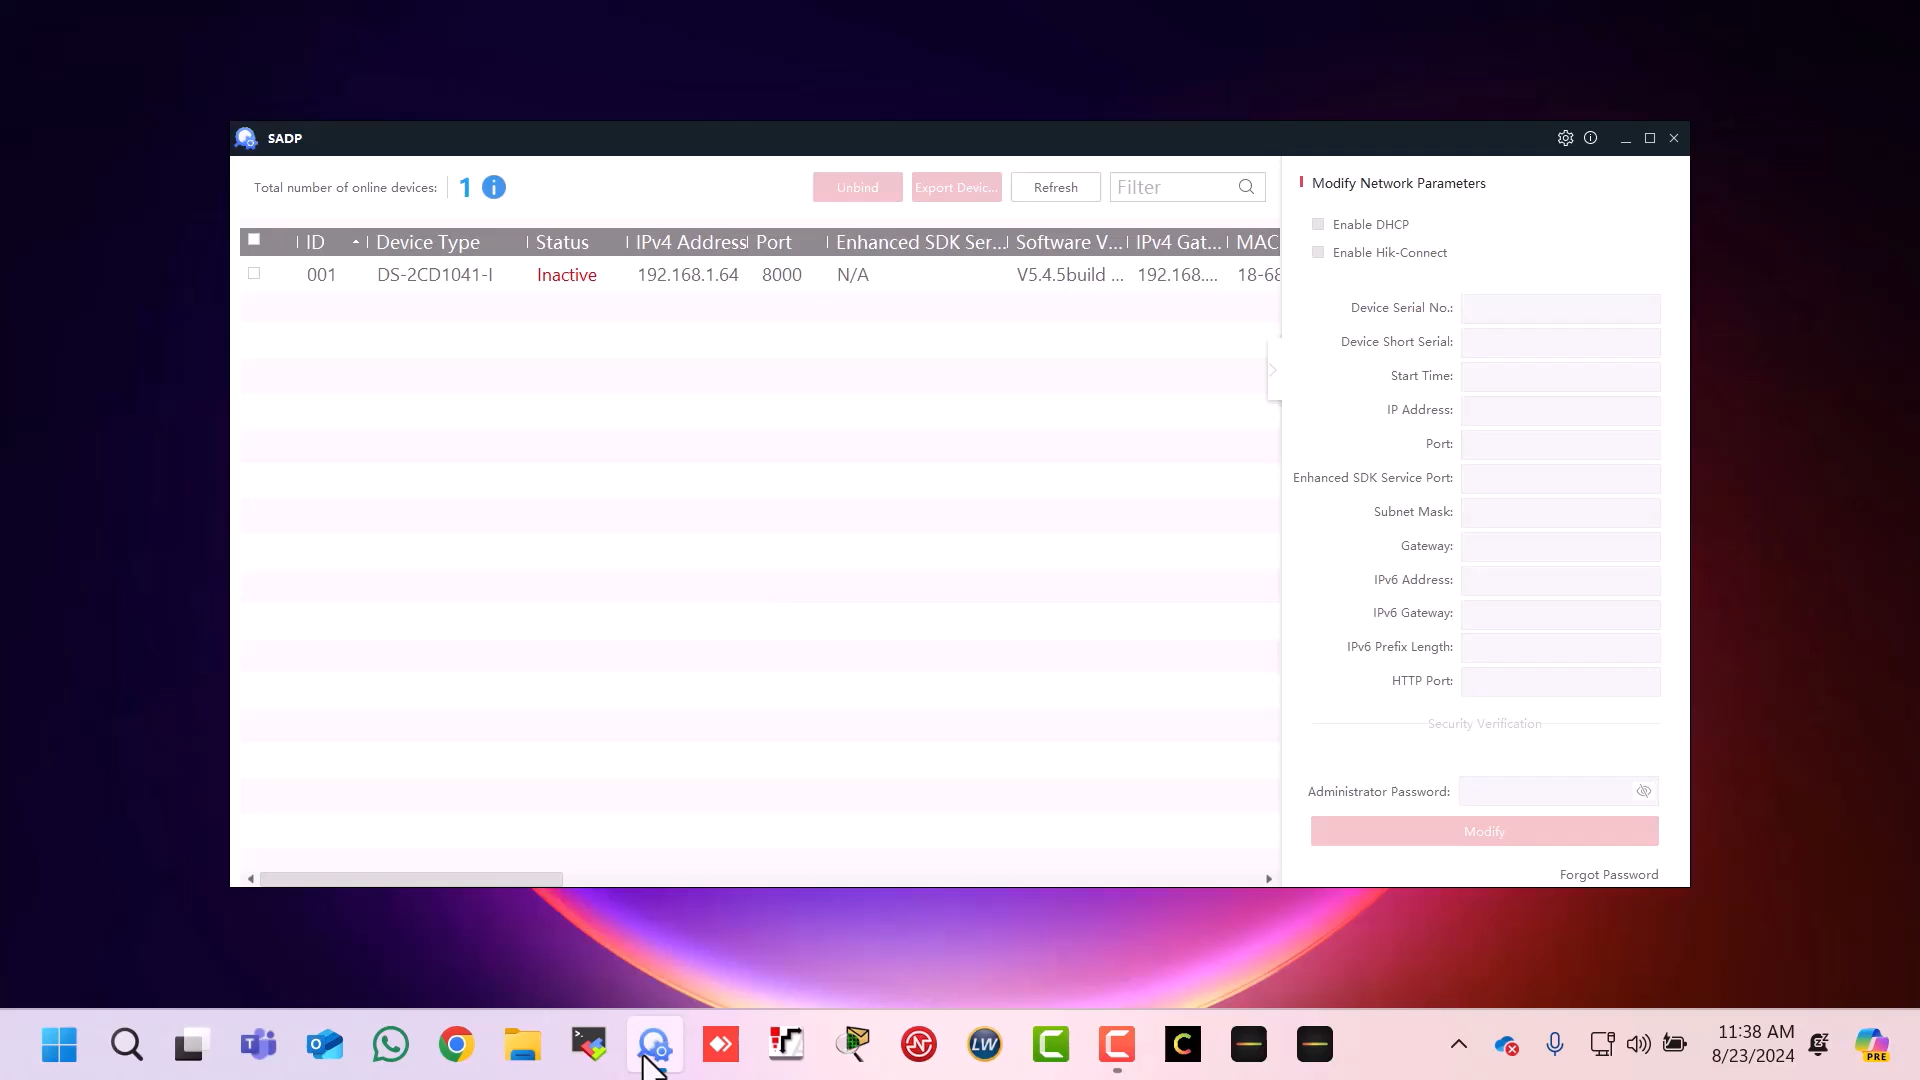 SADP
Total number of online devices: 1
Unbind
Export Devic...
Refresh
Filter
ID
Device Type
Status
IPv4 Address
Port
Enhanced SDK Ser...
Software V...
IPv4 Gat...
MAC
001
DS-2CD1041-I
Inactive
192.168.1.64
8000
N/A
V5.4.5build ...
192.168....
18-68
Modify Network Parameters
Enable DHCP
Enable Hik-Connect
Device Serial No.:
Device Short Serial:
Start Time:
IP Address:
Port:
Enhanced SDK Service Port:
Subnet Mask:
Gateway:
IPv6 Address:
IPv6 Gateway:
IPv6 Prefix Length:
HTTP Port:
Security Verification
Administrator Password:
Modify
Forgot Password
LW
11:38 AM
8/23/2024
PRE